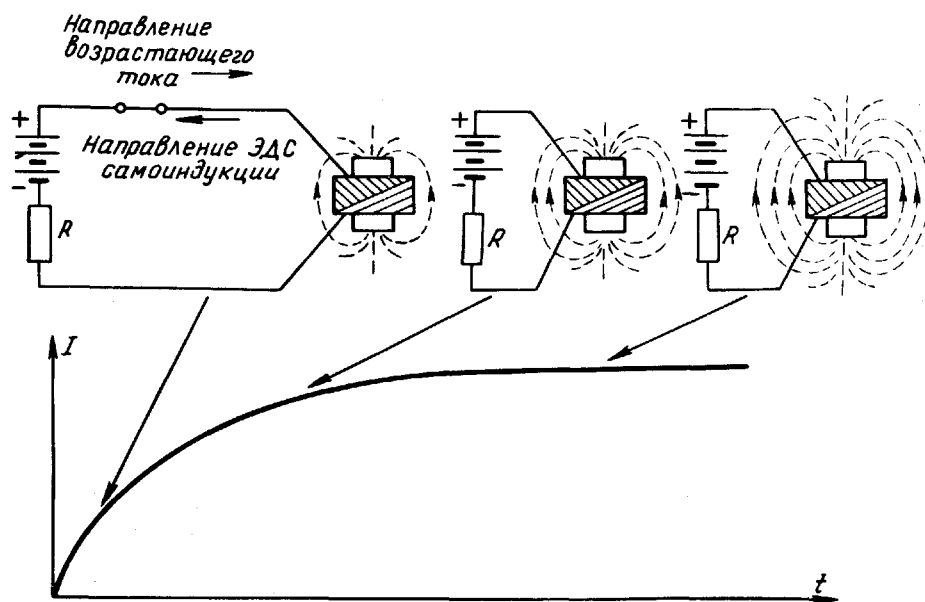 Направление
возрастающего
тока
+
-
Направление ЭДС
самоиндукции
R
+
-
R
+
-
R
I
t